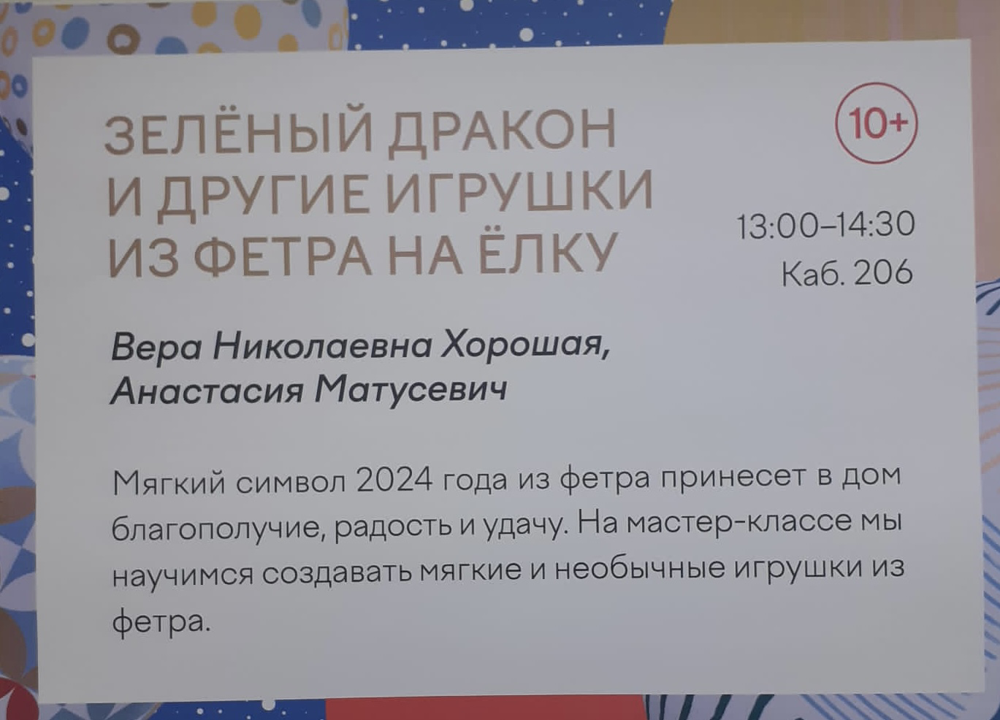 ЗЕЛЁНЫЙ ДРАКОН
И ДРУГИЕ ИГРУШКИ
ИЗ ФЕТРА НА ЁЛКУ
10+
13:00–14:30
Каб. 206
Вера Николаевна Хорошая,
Анастасия Матусевич
Мягкий символ 2024 года из фетра принесет в дом
благополучие, радость и удачу. На мастер-классе мы
научимся создавать мягкие и необычные игрушки из
фетра.